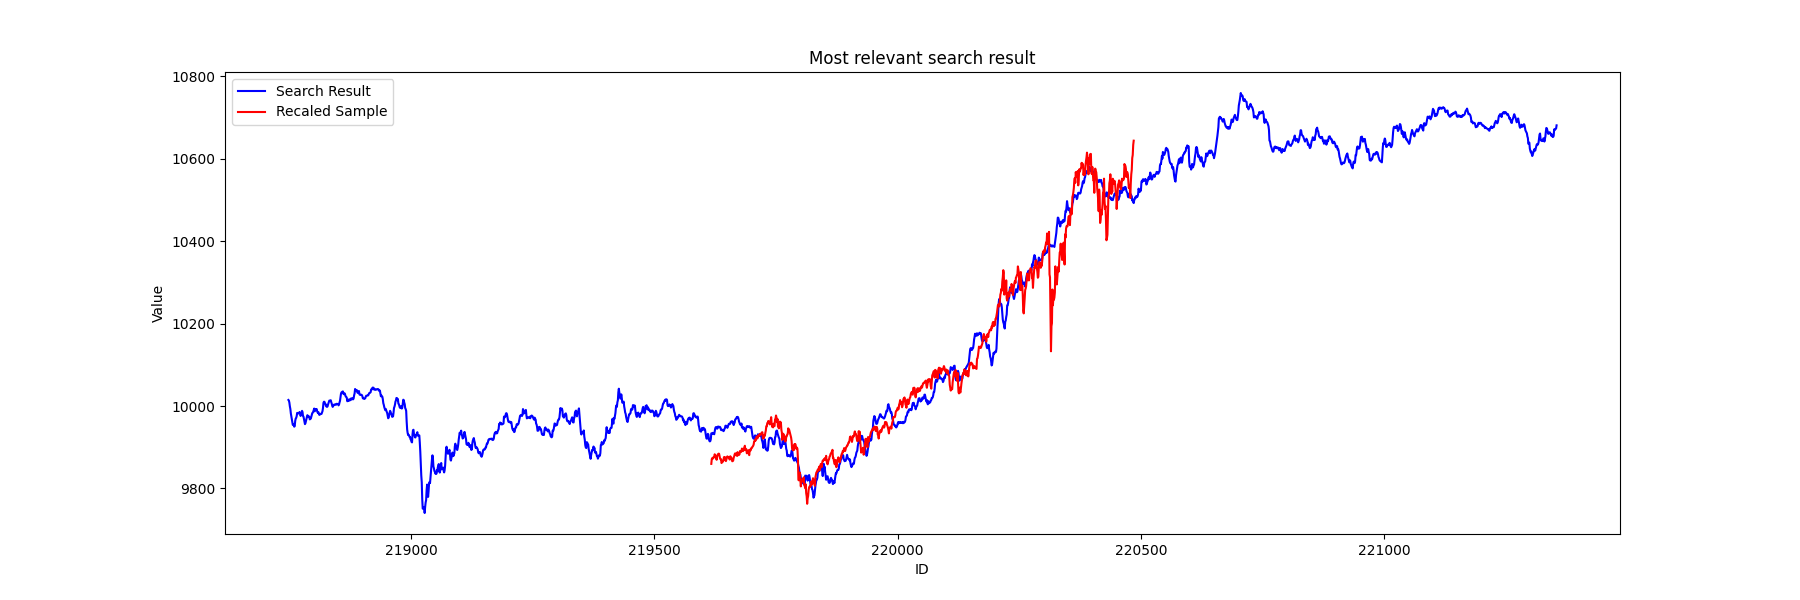 Most relevant search result
Search Result
Recaled Sample
10800
10600
10400
10200
10000
9800
Value
219000
219500
220000
220500
221000
ID